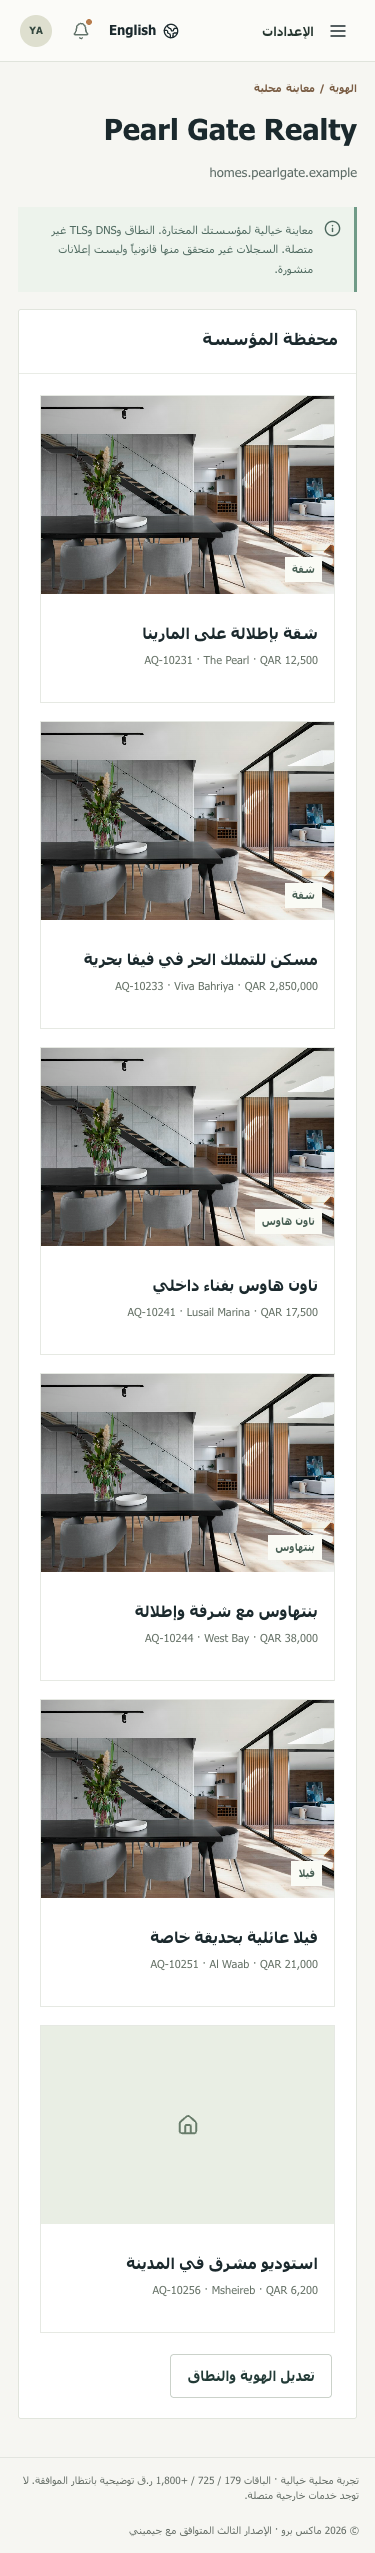 الإعدادات
English
YA
الهوية / معاينة محلية
Pearl Gate Realty
homes.pearlgate.example
معاينة خيالية لمؤسستك المختارة. النطاق وDNS وTLS غير
متصلة. السجلات غير متحقق منها قانونياً وليست إعلانات
منشورة.
محفظة المؤسسة
شقة
شقة بإطلالة على المارينا
AQ-10231 · The Pearl · QAR 12,500
شقة
مسكن للتملك الحر في فيفا بحرية
AQ-10233 · Viva Bahriya · QAR 2,850,000
تاون هاوس
تاون هاوس بفناء داخلي
AQ-10241 · Lusail Marina · QAR 17,500
بنتهاوس
بنتهاوس مع شرفة وإطلالة
AQ-10244 · West Bay · QAR 38,000
فيلا
فيلا عائلية بحديقة خاصة
AQ-10251 · Al Waab · QAR 21,000
استوديو مشرق في المدينة
AQ-10256 · Msheireb · QAR 6,200
تعديل الهوية والنطاق
تجربة محلية خيالية · الباقات 179 / 725 / +1,800 ر.ق توضيحية بانتظار الموافقة. لا
توجد خدمات خارجية متصلة.
© 2026 ماكس برو · الإصدار الثالث المتوافق مع جيميني